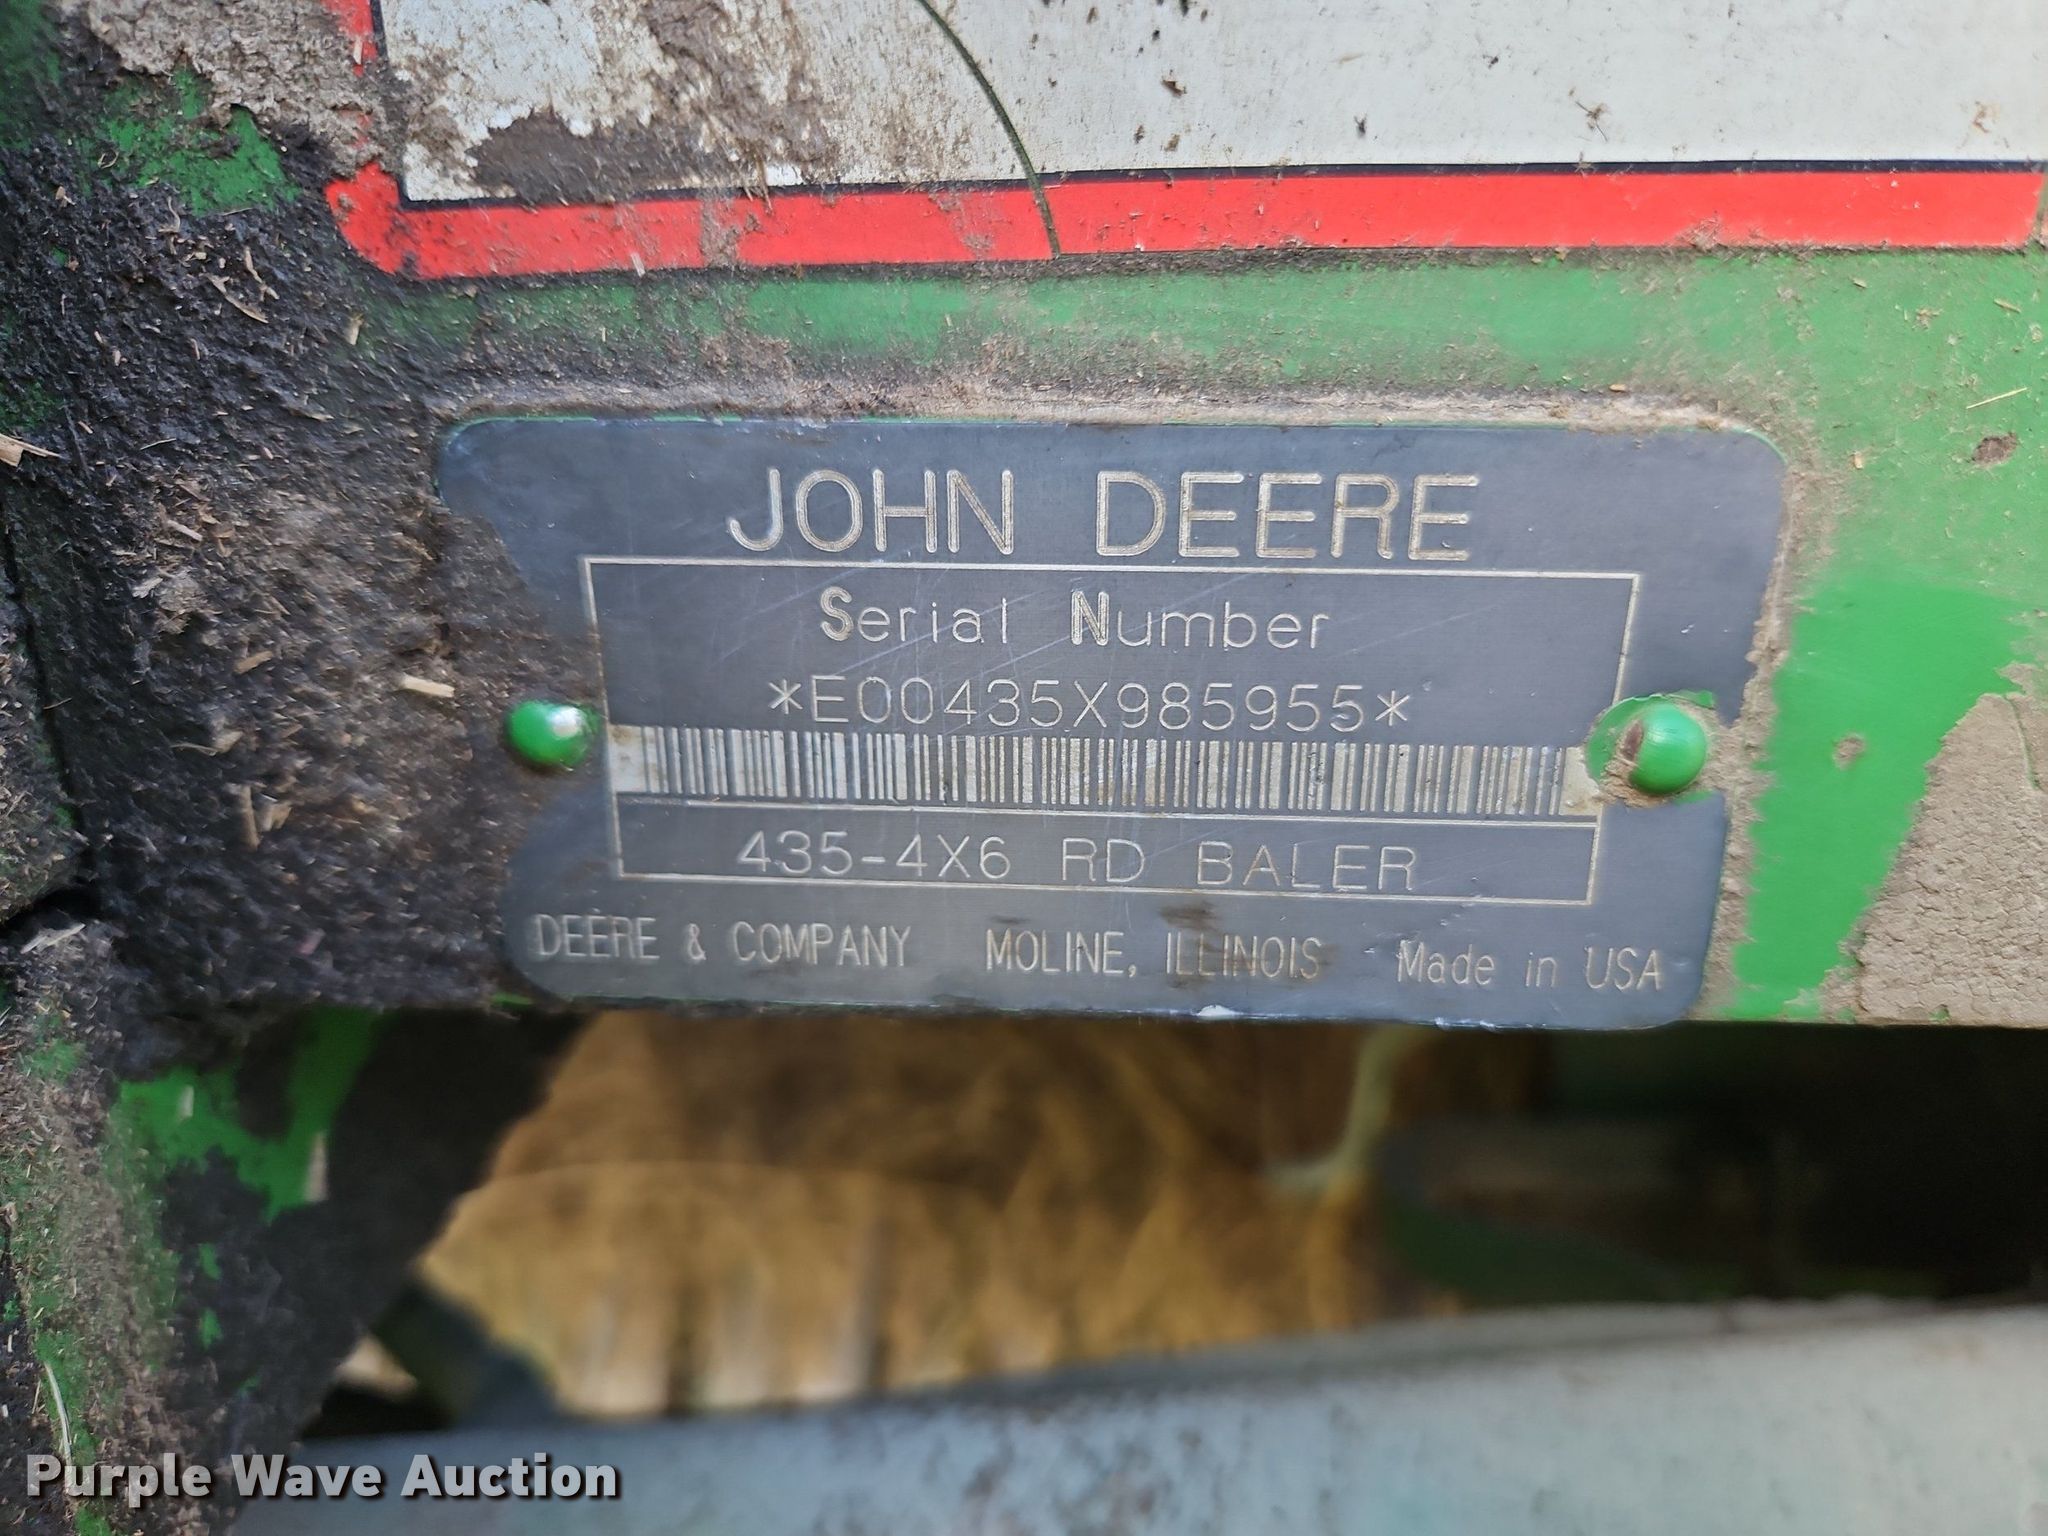 JOHN DEERE
Serial Number
*E00435X985955*
435-4X6 RD BALER
DEERE & COMPANY MOLINE, ILLINOIS Made in USA
Purple Wave Auction